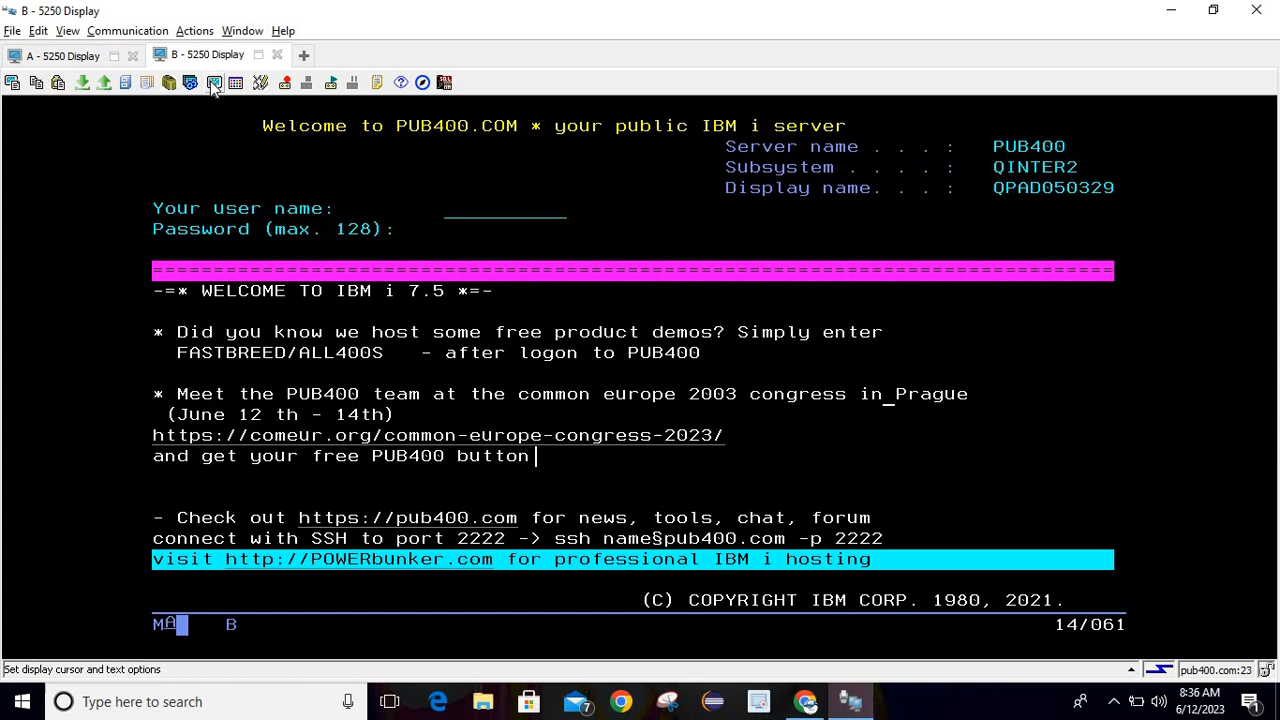 B - 5250 Display
File Edit View Communication Actions Window Help
A - 5250 Display B - 5250 Display
Welcome to PUB400.COM * your public IBM i server
Server name . . . : PUB400
Subsystem . . . . : QINTER2
Display name. . . : QPAD050329
Your user name:
Password (max. 128):
===============================================================================
-=* WELCOME TO IBM i 7.5 *=-
* Did you know we host some free product demos? Simply enter
FASTBREED/ALL400S - after logon to PUB400
* Meet the PUB400 team at the common europe 2003 congress in_Prague
(June 12 th - 14th)
https://comeur.org/common-europe-congress-2023/
and get your free PUB400 button
- Check out https://pub400.com for news, tools, chat, forum
connect with SSH to port 2222 -> ssh name§pub400.com -p 2222
visit http://POWERbunker.com for professional IBM i hosting
(C) COPYRIGHT IBM CORP. 1980, 2021.
MA B 14/061
Set display cursor and text options pub400.com:23
Type here to search 7 8:36 AM
6/12/2023 1